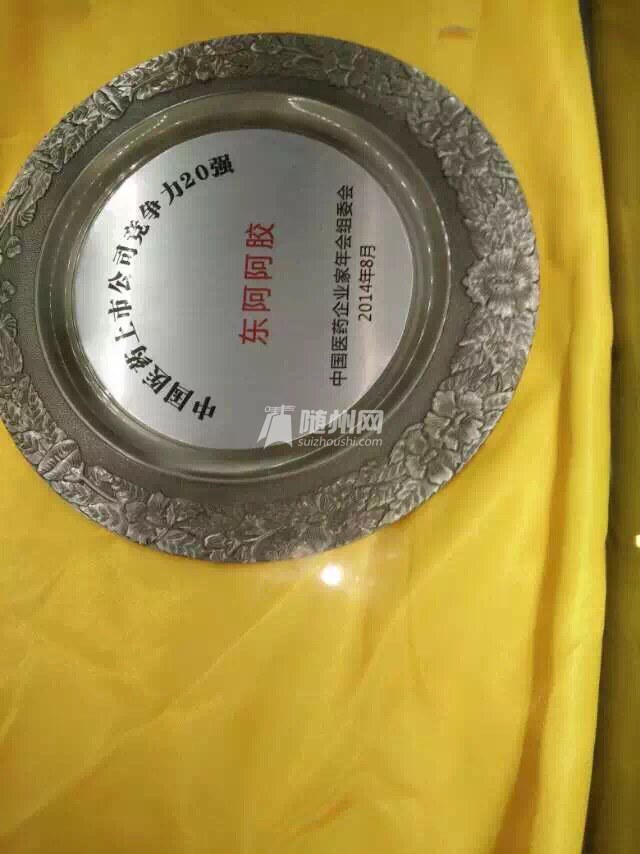 中国医药上市公司竞争力20强
东阿阿胶
中国医药企业家年会组委会
2014年8月
随州网
suizhoushi.com